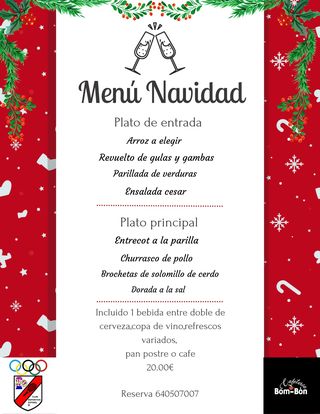 Menú Navidad
Plato de entrada
Arroz a elegir
Revuelto de gulas y gambas
Parillada de verduras
Ensalada cesar
Plato principal
Entrecot a la parilla
Churrasco de pollo
Brochetas de solomillo de cerdo
Dorada a la sal
Incluido 1 bebida entre doble de
cerveza,copa de vino,refrescos
variados,
pan postre o cafe
20,00€
Reserva 640507007
Cafetería
Bom-Bon